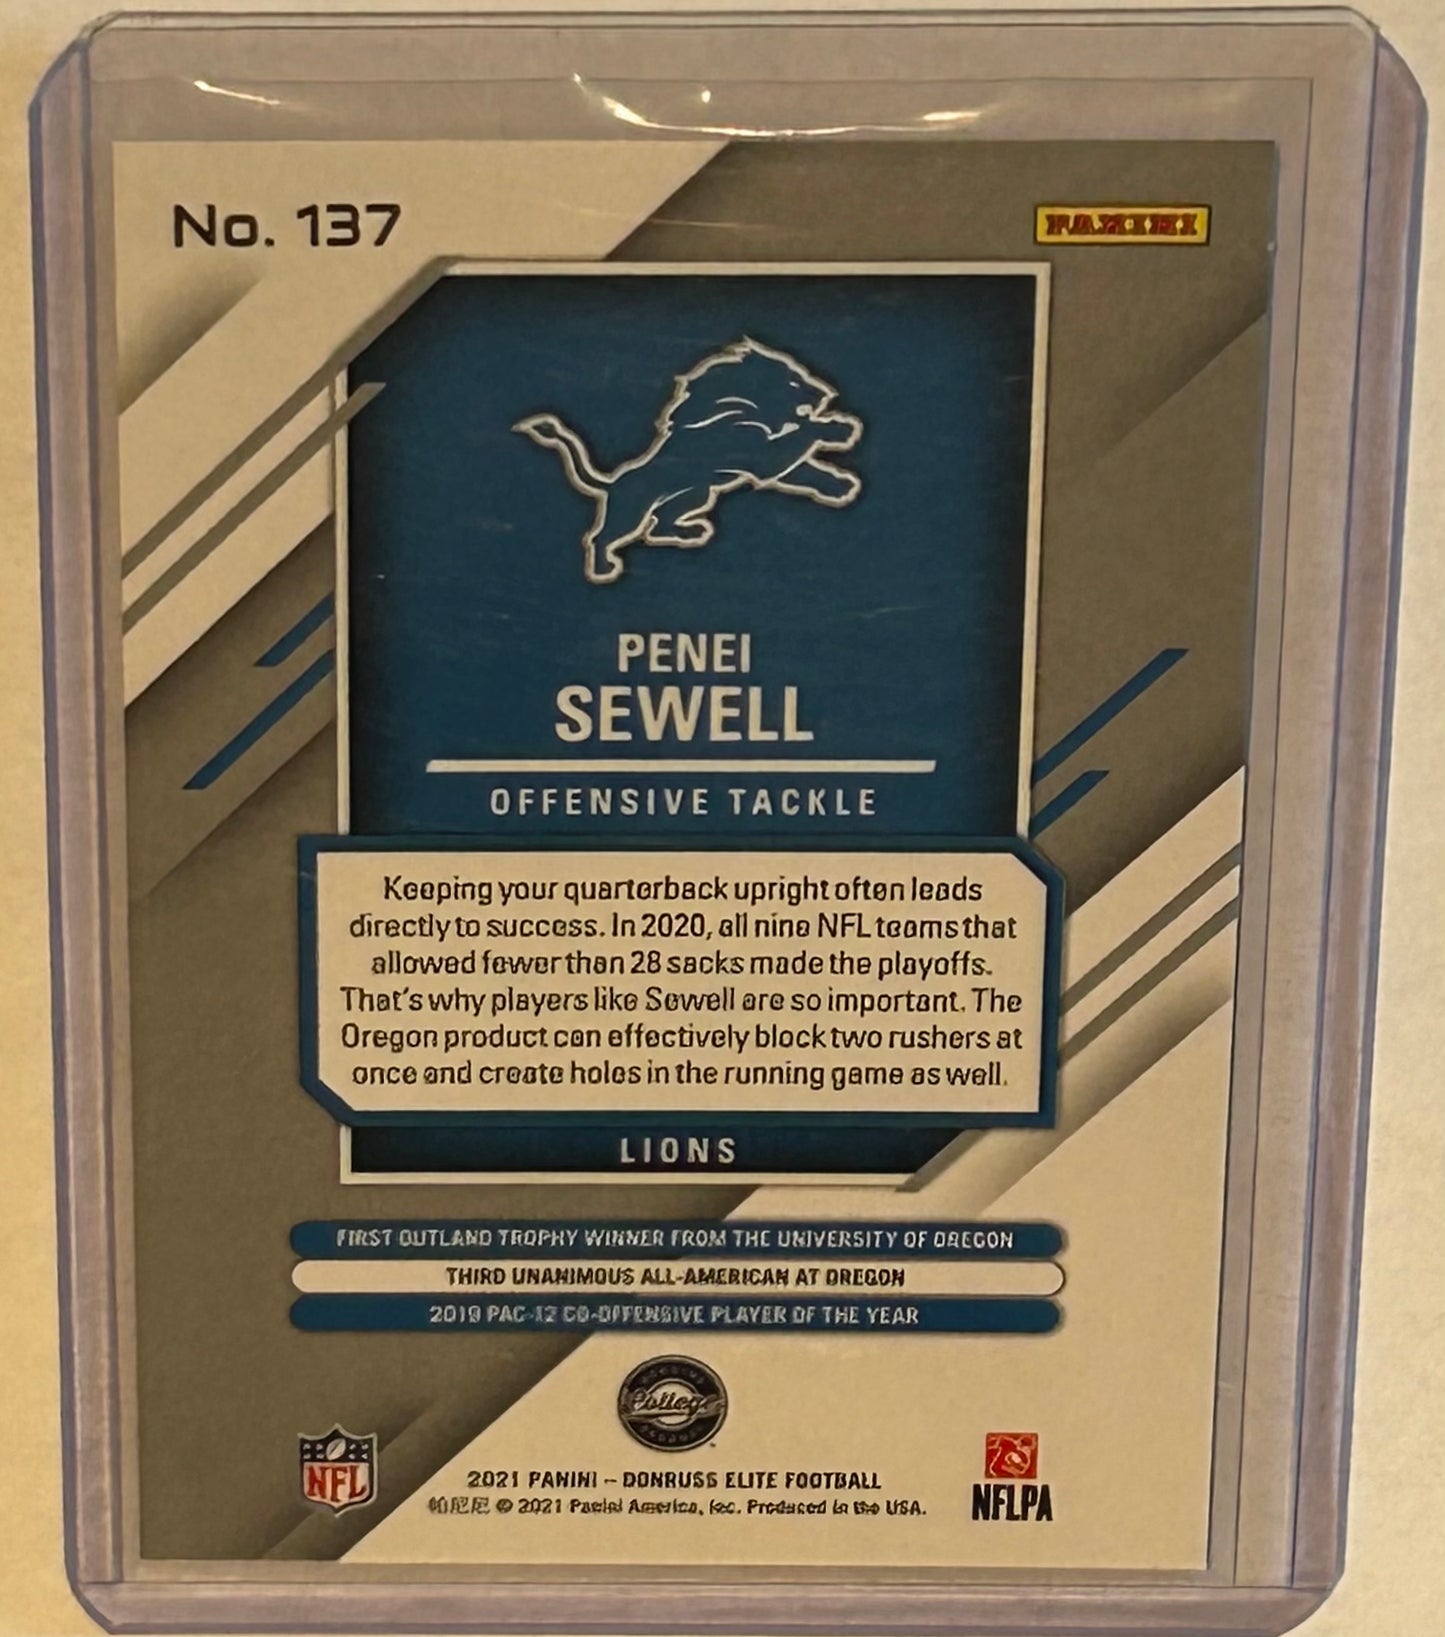 No. 137
PANINI
PENEI
SEWELL
OFFENSIVE TACKLE
Keeping your quarterback upright often leads
directly to success. In 2020, all nine NFL teams that
allowed fewer than 28 sacks made the playoffs.
That's why players like Sewell are so important. The
Oregon product can effectively block two rushers at
once and create holes in the running game as well.
LIONS
FIRST OUTLAND TROPHY WINNER FROM THE UNIVERSITY OF OREGON
THIRD UNANIMOUS ALL-AMERICAN AT OREGON
2019 PAC-12 CO-OFFENSIVE PLAYER OF THE YEAR
College
NFL
2021 PANINI – DONRUSS ELITE FOOTBALL
© 2021 Panini America, Inc. Produced in the USA.
NFLPA